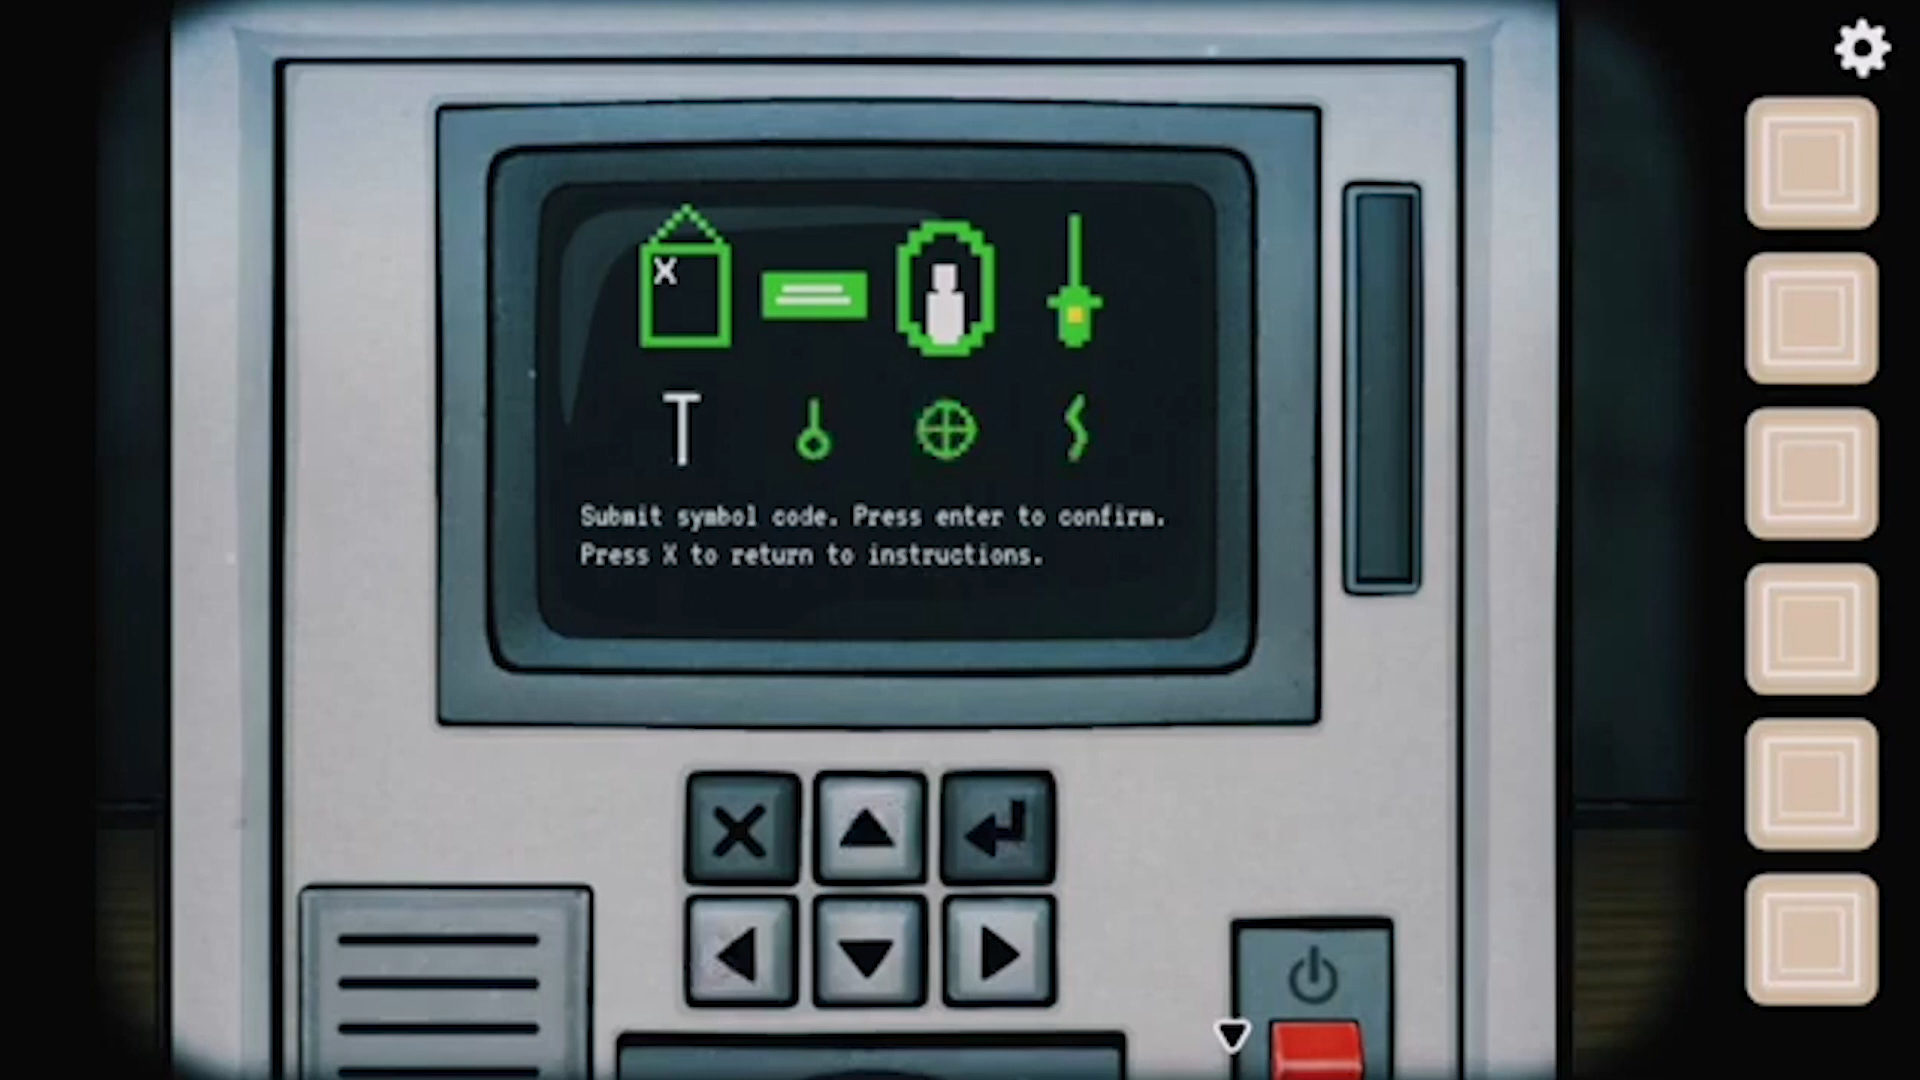 X
T
Submit symbol code. Press enter to confirm.
Press X to return to instructions.